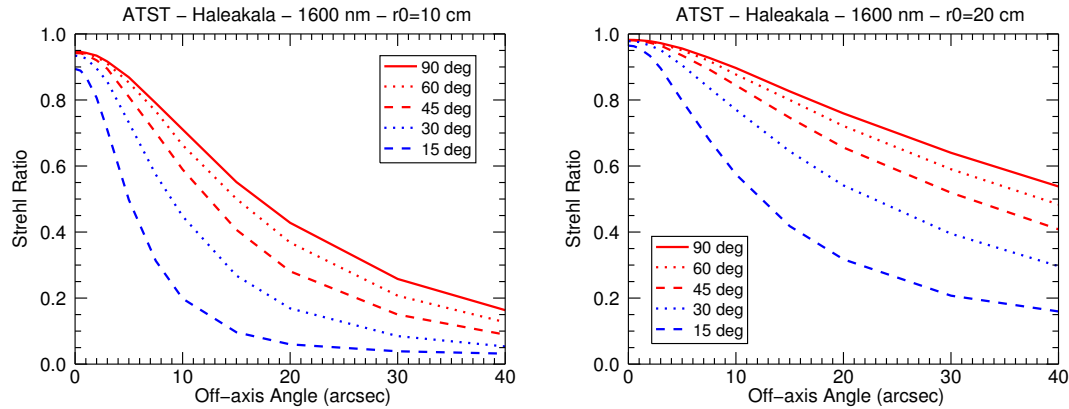 ATST − Haleakala − 1600 nm − r0=10 cm
1.0
0.8
0.6
0.4
0.2
0.0
Strehl Ratio
90 deg
60 deg
45 deg
30 deg
15 deg
0 10 20 30 40
Off−axis Angle (arcsec)
ATST − Haleakala − 1600 nm − r0=20 cm
1.0
0.8
0.6
0.4
0.2
0.0
Strehl Ratio
90 deg
60 deg
45 deg
30 deg
15 deg
0 10 20 30 40
Off−axis Angle (arcsec)